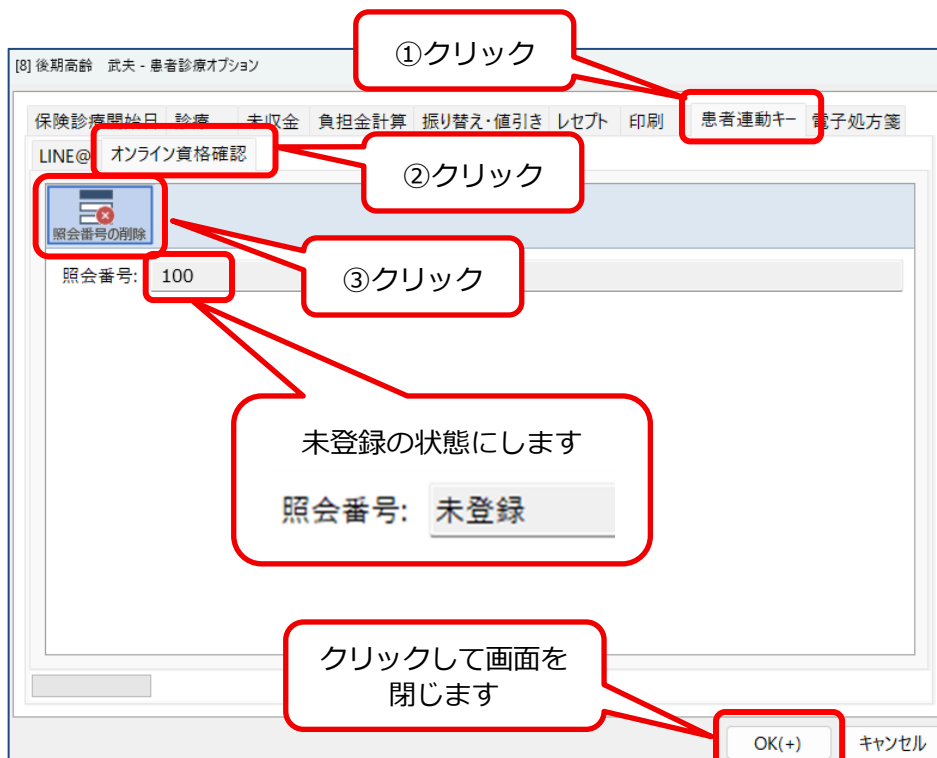 ①クリック
[8] 後期高齢　武夫 - 患者診療オプション
保険診療開始日 診療 未収金 負担金計算 振り替え・値引き レセプト 印刷 患者連動キー 電子処方箋
LINE@ オンライン資格確認
②クリック
照会番号の削除
③クリック
照会番号: 100
未登録の状態にします
照会番号: 未登録
クリックして画面を
閉じます
OK(+) キャンセル